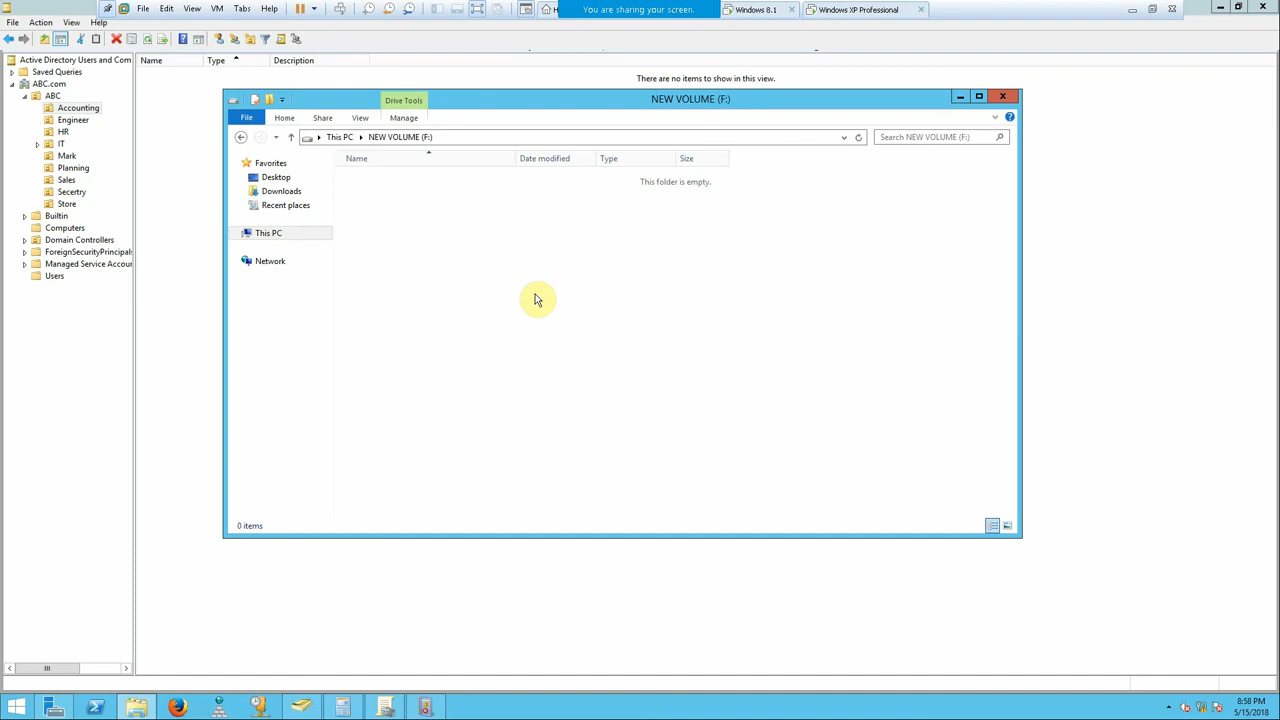 File Edit View VM Tabs Help
You are sharing your screen.
Windows 8.1
Windows XP Professional
File Action View Help
Active Directory Users and Com
Saved Queries
ABC.com
ABC
Accounting
Engineer
HR
IT
Mark
Planning
Sales
Secertry
Store
Builtin
Computers
Domain Controllers
ForeignSecurityPrincipals
Managed Service Accou
Users
Name Type Description
There are no items to show in this view.
Drive Tools
NEW VOLUME (F:)
File Home Share View Manage
This PC NEW VOLUME (F:)
Search NEW VOLUME (F:)
Favorites
Desktop
Downloads
Recent places
This PC
Network
Name Date modified Type Size
This folder is empty.
0 items
8:58 PM
5/15/2018